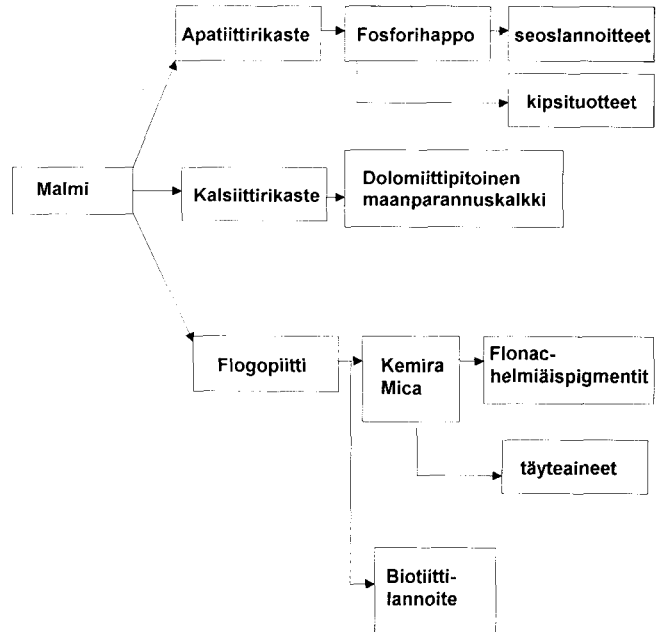 Apatiittirikaste
Fosforihappo
seoslannoitteet
kipsituotteet
Malmi
Kalsiittirikaste
Dolomiittipitoinen
maanparannuskalkki
Flogopiitti
Kemira
Mica
Flonac-
helmiäispigmentit
täyteaineet
Biotiitti-
lannoite